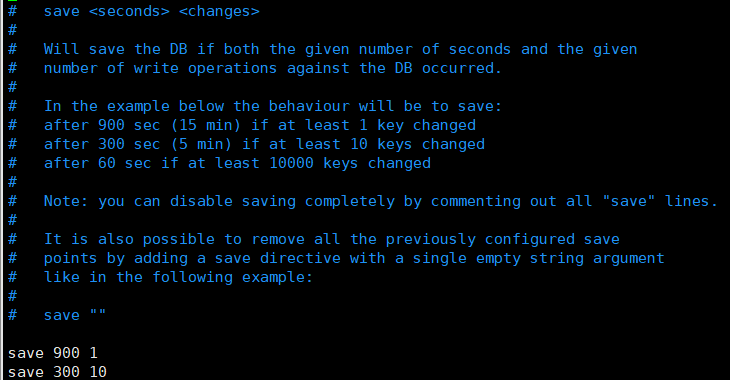 #   save <seconds> <changes>
#
#   Will save the DB if both the given number of seconds and the given
#   number of write operations against the DB occurred.
#
#   In the example below the behaviour will be to save:
#   after 900 sec (15 min) if at least 1 key changed
#   after 300 sec (5 min) if at least 10 keys changed
#   after 60 sec if at least 10000 keys changed
#
#   Note: you can disable saving completely by commenting out all "save" lines.
#
#   It is also possible to remove all the previously configured save
#   points by adding a save directive with a single empty string argument
#   like in the following example:
#
#   save ""

save 900 1
save 300 10